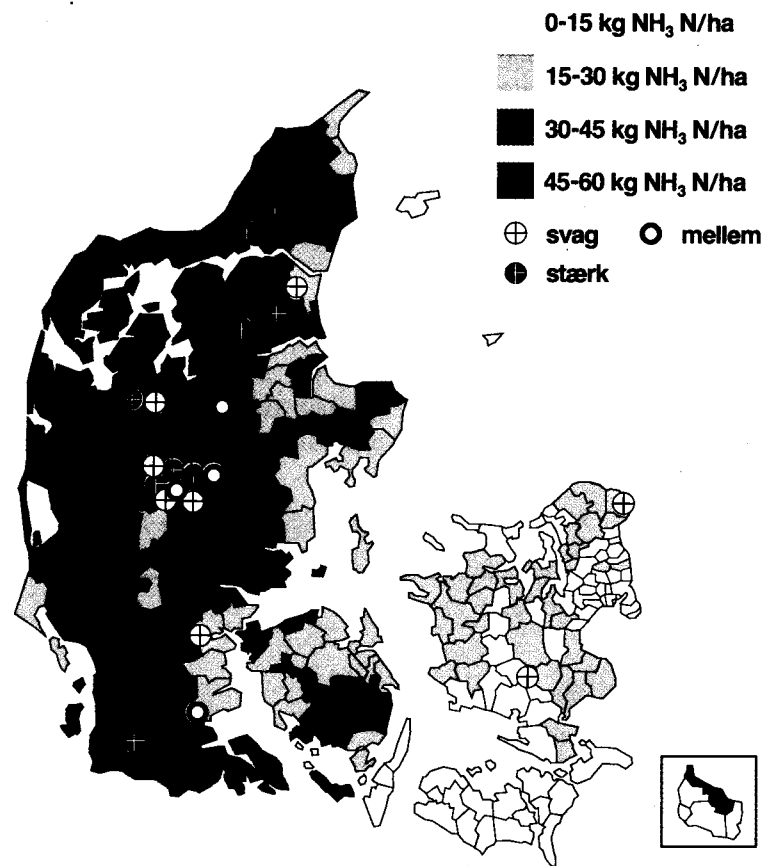 0-15 kg NH₃ N/ha
15-30 kg NH₃ N/ha
30-45 kg NH₃ N/ha
45-60 kg NH₃ N/ha
svag mellem
stærk